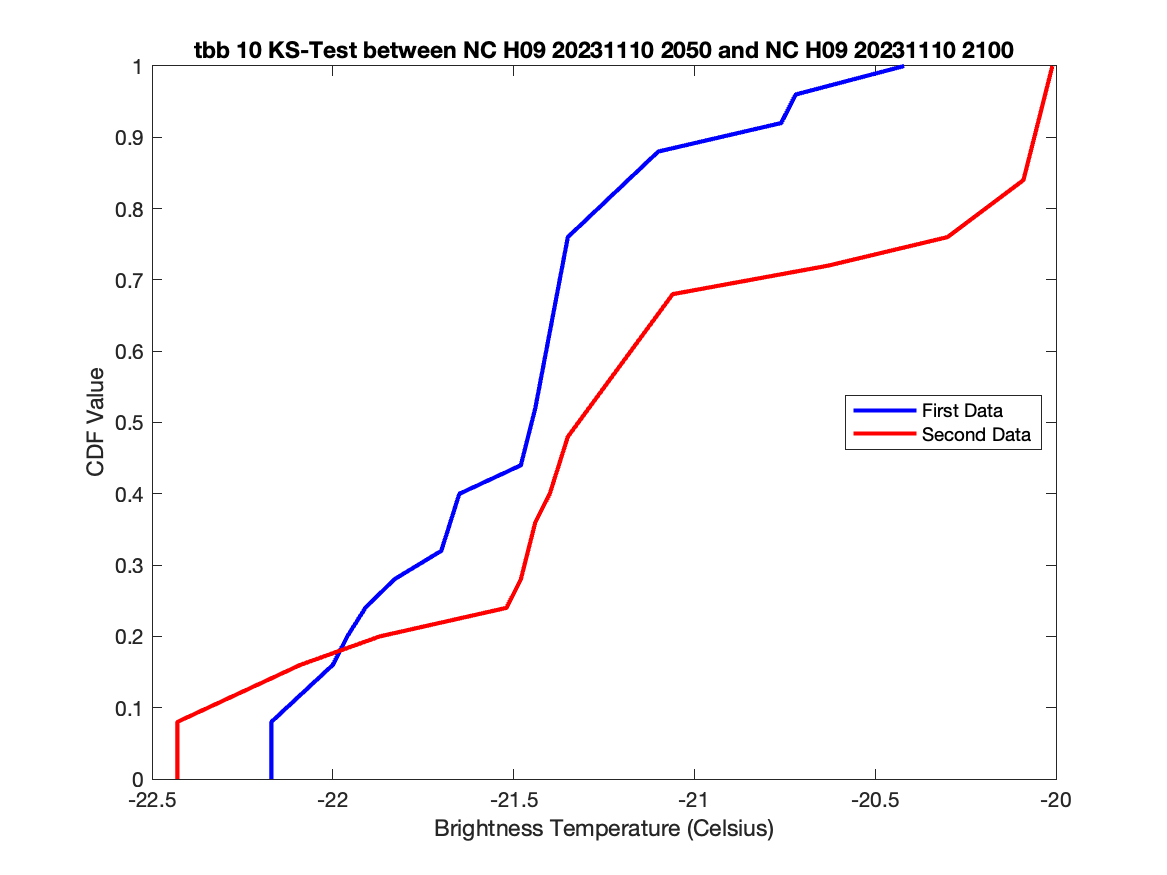 tbb 10 KS-Test between NC H09 20231110 2050 and NC H09 20231110 2100
1
0.9
0.8
0.7
0.6
0.5
0.4
0.3
0.2
0.1
0
CDF Value
First Data
Second Data
-22.5 -22 -21.5 -21 -20.5 -20
Brightness Temperature (Celsius)